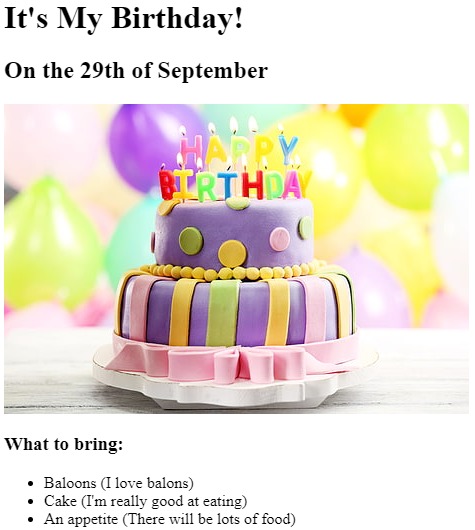 It's My Birthday!
On the 29th of September
HAPPY
BIRTHDAY
What to bring:
Baloons (I love balons)
Cake (I'm really good at eating)
An appetite (There will be lots of food)